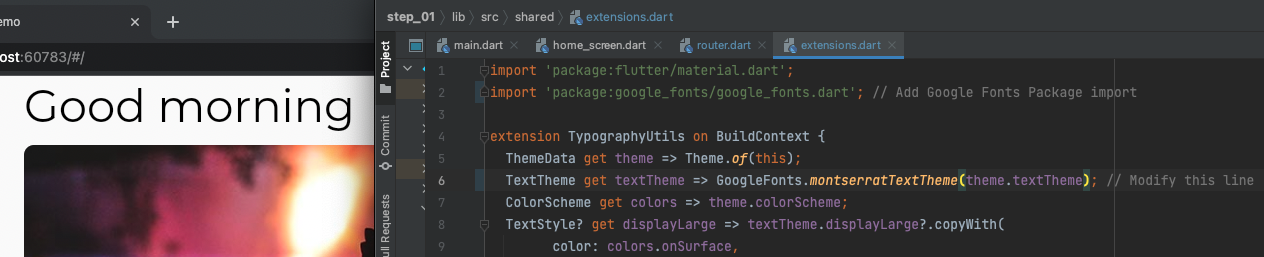 emo
ost:60783/#/
Good morning
step_01 lib src shared extensions.dart
main.dart home_screen.dart router.dart extensions.dart
Project
Commit
ull Requests
1 import 'package:flutter/material.dart';
2 import 'package:google_fonts/google_fonts.dart'; // Add Google Fonts Package import
3
4 extension TypographyUtils on BuildContext {
5 ThemeData get theme => Theme.of(this);
6 TextTheme get textTheme => GoogleFonts.montserratTextTheme(theme.textTheme); // Modify this line
7 ColorScheme get colors => theme.colorScheme;
8 TextStyle? get displayLarge => textTheme.displayLarge?.copyWith(
9 color: colors.onSurface,